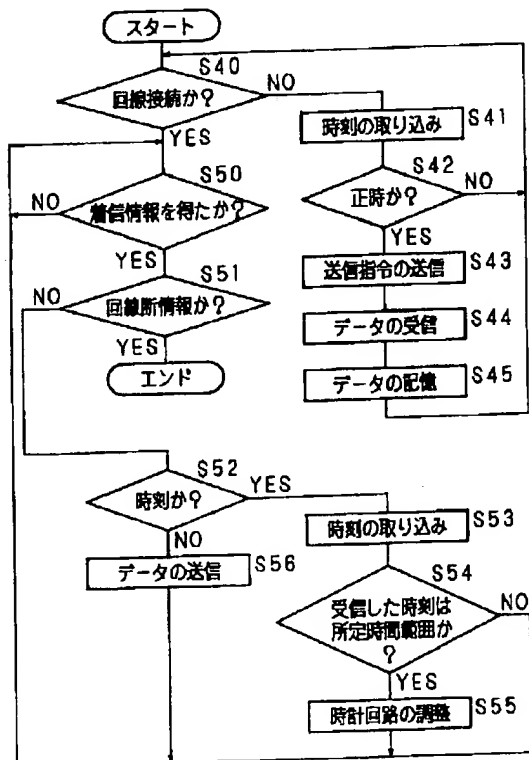 スタート
S40
回線接続か?
NO
YES
時刻の取り込み
S41
S42
正時か?
NO
YES
送信指令の送信
S43
データの受信
S44
データの記憶
S45
S50
NO
着信情報を得たか?
YES
S51
NO
回線断情報か?
YES
エンド
S52
時刻か?
YES
NO
データの送信
S56
時刻の取り込み
S53
S54
受信した時刻は
所定時間範囲か
?
NO
YES
時計回路の調整
S55